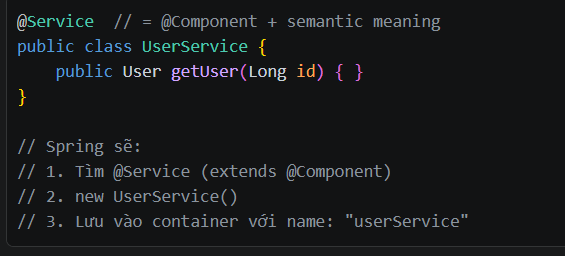 @Service  // = @Component + semantic meaning
public class UserService {
    public User getUser(Long id) { }
}
// Spring sẽ:
// 1. Tìm @Service (extends @Component)
// 2. new UserService()
// 3. Lưu vào container với name: "userService"